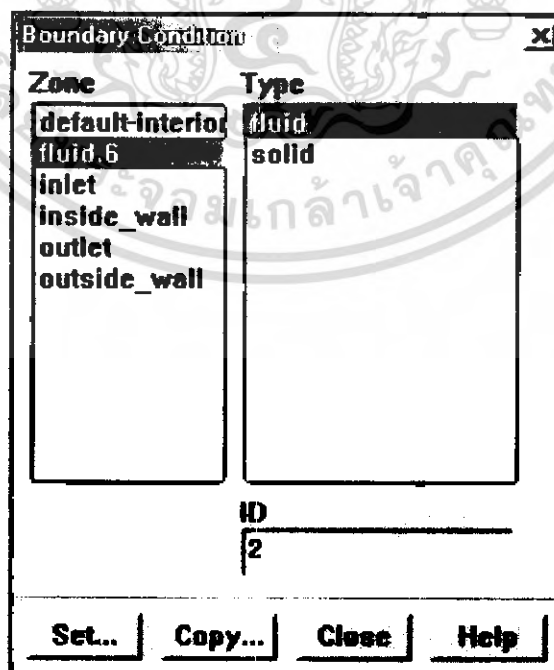 Boundary Condition
Zone Type
default-interior fluid
fluid.6 solid
inlet
inside_wall
outlet
outside_wall
ID
2
Set... Copy... Close Help